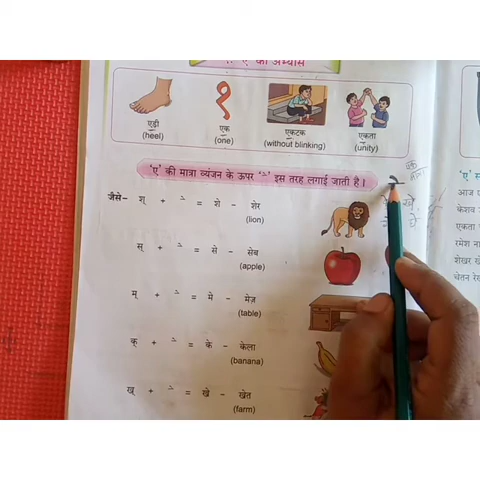 'ए' का अभ्यास
एड़ी
(heel)
एक
(one)
एकटक
(without blinking)
एकता
(unity)
'ए' की मात्रा व्यंजन के ऊपर 'े' इस तरह लगाई जाती है।
जैसे- श् + े = शे - शेर
(lion)
स् + े = से - सेब
(apple)
म् + े = मे - मेज़
(table)
क् + े = के - केला
(banana)
ख् + े = खे - खेत
(farm)
एक
मात्रा
'ए'
आज
केशव
एकता
रमेश
शेखर
चेतन